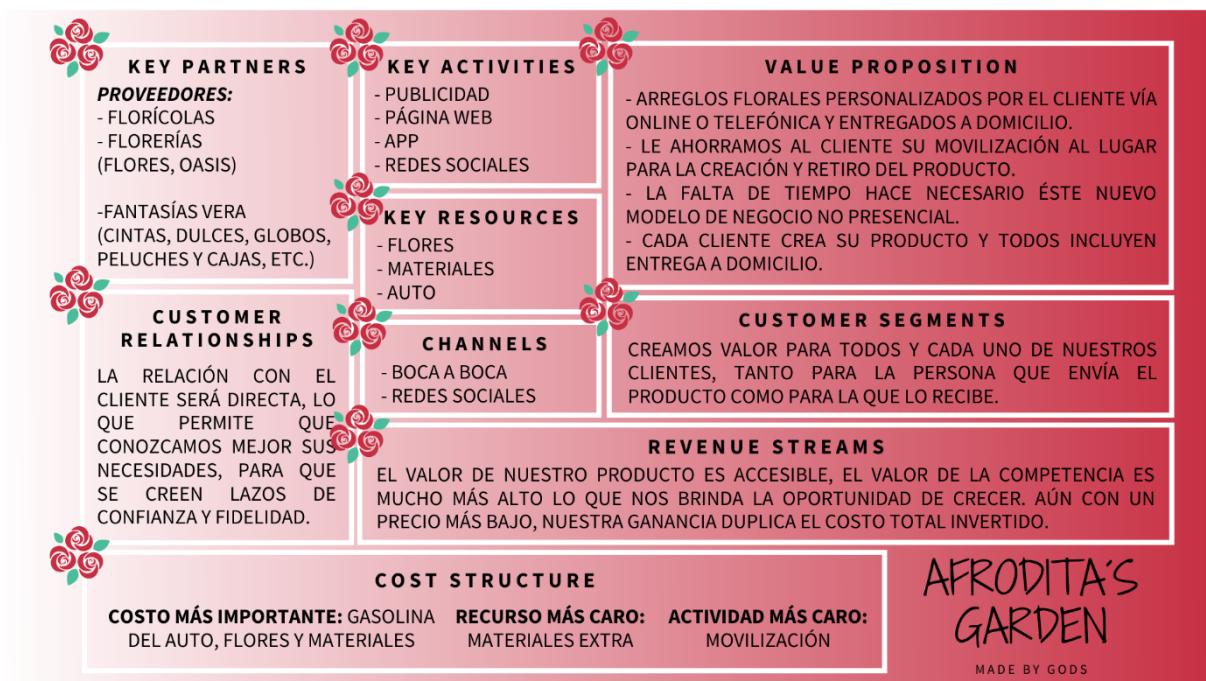 KEY PARTNERS
PROVEEDORES:
- FLORÍCOLAS
- FLORERÍAS
(FLORES, OASIS)
-FANTASÍAS VERA
(CINTAS, DULCES, GLOBOS,
PELUCHES Y CAJAS, ETC.)
KEY ACTIVITIES
- PUBLICIDAD
- PÁGINA WEB
- APP
- REDES SOCIALES
KEY RESOURCES
- FLORES
- MATERIALES
- AUTO
VALUE PROPOSITION
- ARREGLOS FLORALES PERSONALIZADOS POR EL CLIENTE VÍA
ONLINE O TELEFÓNICA Y ENTREGADOS A DOMICILIO.
- LE AHORRAMOS AL CLIENTE SU MOVILIZACIÓN AL LUGAR
PARA LA CREACIÓN Y RETIRO DEL PRODUCTO.
- LA FALTA DE TIEMPO HACE NECESARIO ÉSTE NUEVO
MODELO DE NEGOCIO NO PRESENCIAL.
- CADA CLIENTE CREA SU PRODUCTO Y TODOS INCLUYEN
ENTREGA A DOMICILIO.
CUSTOMER
RELATIONSHIPS
LA RELACIÓN CON EL
CLIENTE SERÁ DIRECTA, LO
QUE PERMITE QUE
CONOZCAMOS MEJOR SUS
NECESIDADES, PARA QUE
SE CREEN LAZOS DE
CONFIANZA Y FIDELIDAD.
CHANNELS
- BOCA A BOCA
- REDES SOCIALES
CUSTOMER SEGMENTS
CREAMOS VALOR PARA TODOS Y CADA UNO DE NUESTROS
CLIENTES, TANTO PARA LA PERSONA QUE ENVÍA EL
PRODUCTO COMO PARA LA QUE LO RECIBE.
REVENUE STREAMS
EL VALOR DE NUESTRO PRODUCTO ES ACCESIBLE, EL VALOR DE LA COMPETENCIA ES
MUCHO MÁS ALTO LO QUE NOS BRINDA LA OPORTUNIDAD DE CRECER. AÚN CON UN
PRECIO MÁS BAJO, NUESTRA GANANCIA DUPLICA EL COSTO TOTAL INVERTIDO.
COST STRUCTURE
COSTO MÁS IMPORTANTE: GASOLINA
DEL AUTO, FLORES Y MATERIALES
RECURSO MÁS CARO:
MATERIALES EXTRA
ACTIVIDAD MÁS CARO:
MOVILIZACIÓN
AFRODITA´S
GARDEN
MADE BY GODS